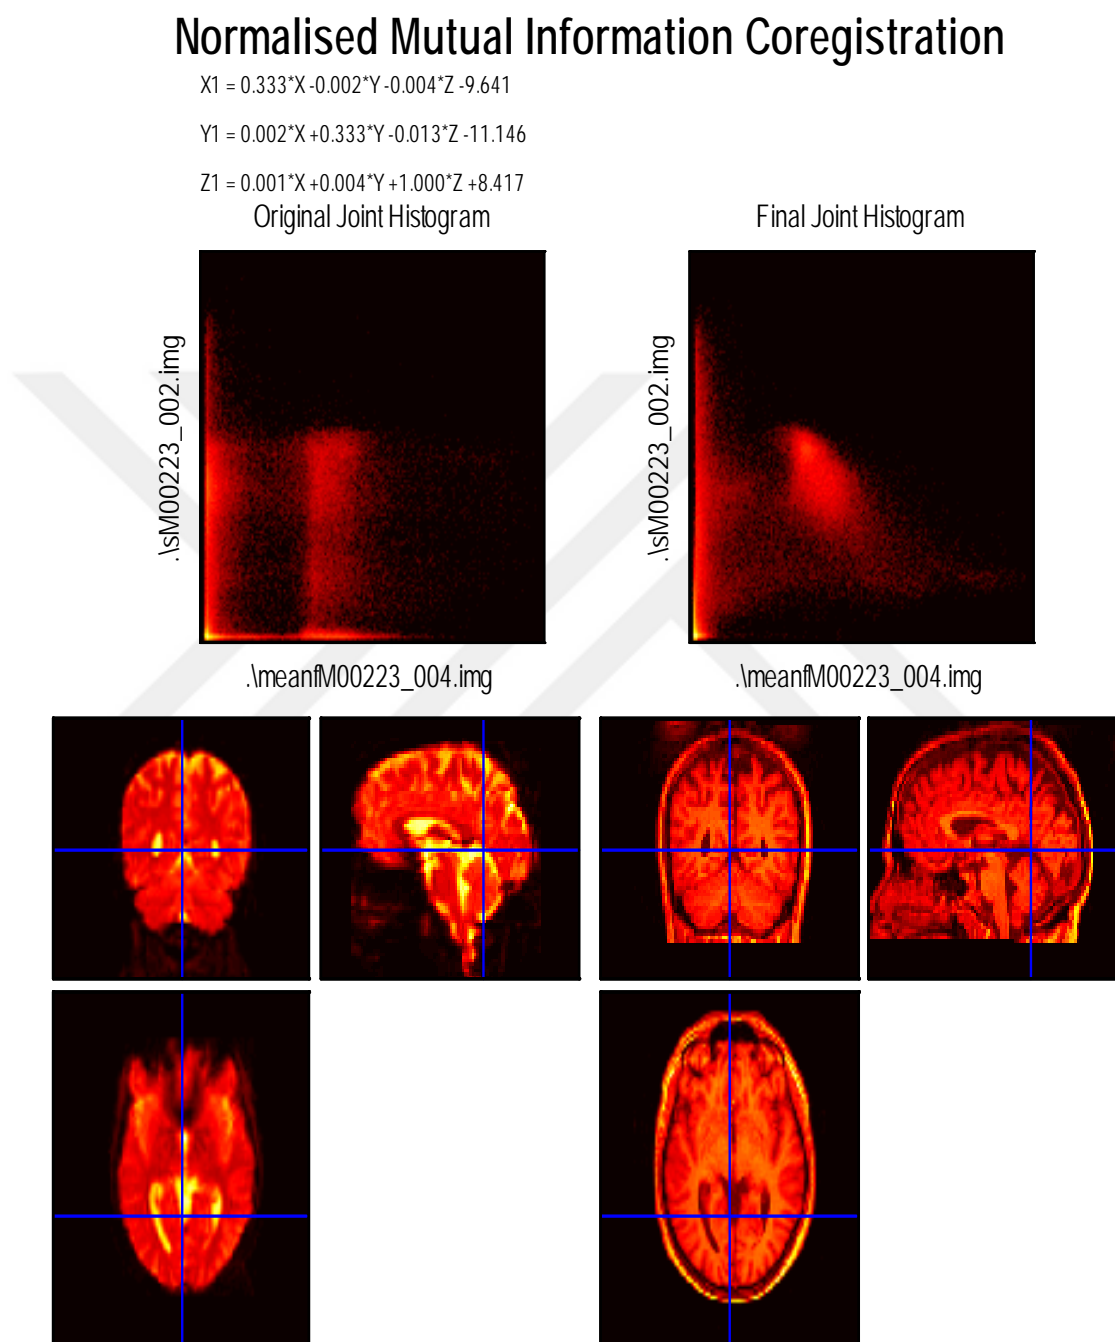 Normalised Mutual Information Coregistration
X1 = 0.333*X -0.002*Y -0.004*Z -9.641
Y1 = 0.002*X +0.333*Y -0.013*Z -11.146
Z1 = 0.001*X +0.004*Y +1.000*Z +8.417
Original Joint Histogram
Final Joint Histogram
.\sM00223_002.img
.\sM00223_002.img
.\meanfM00223_004.img
.\meanfM00223_004.img